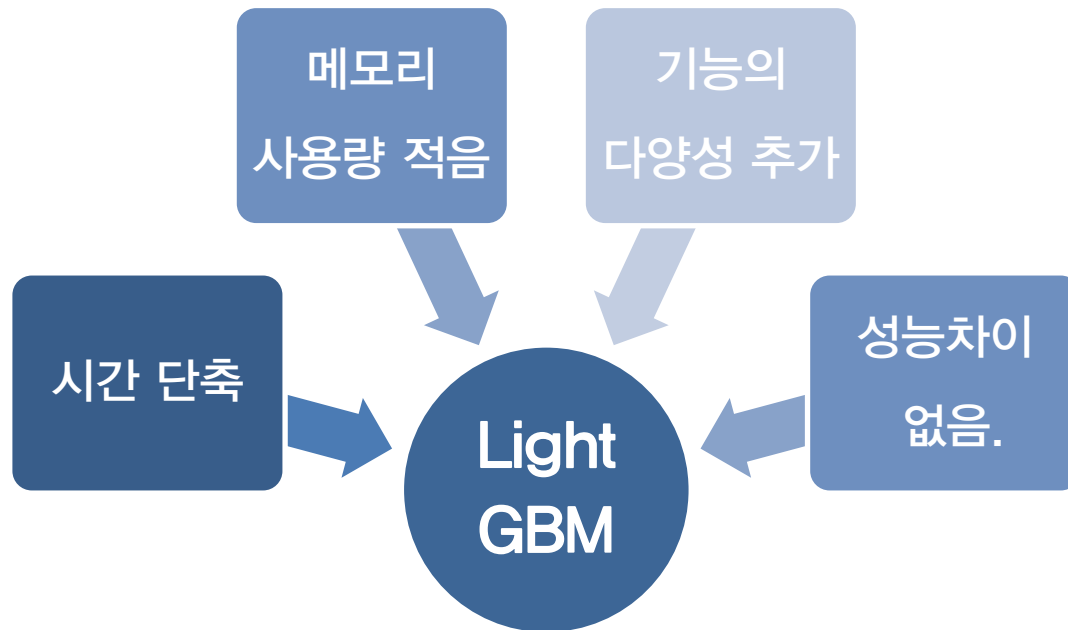 메모리
사용량 적음
기능의
다양성 추가
시간 단축
성능차이
없음.
Light
GBM